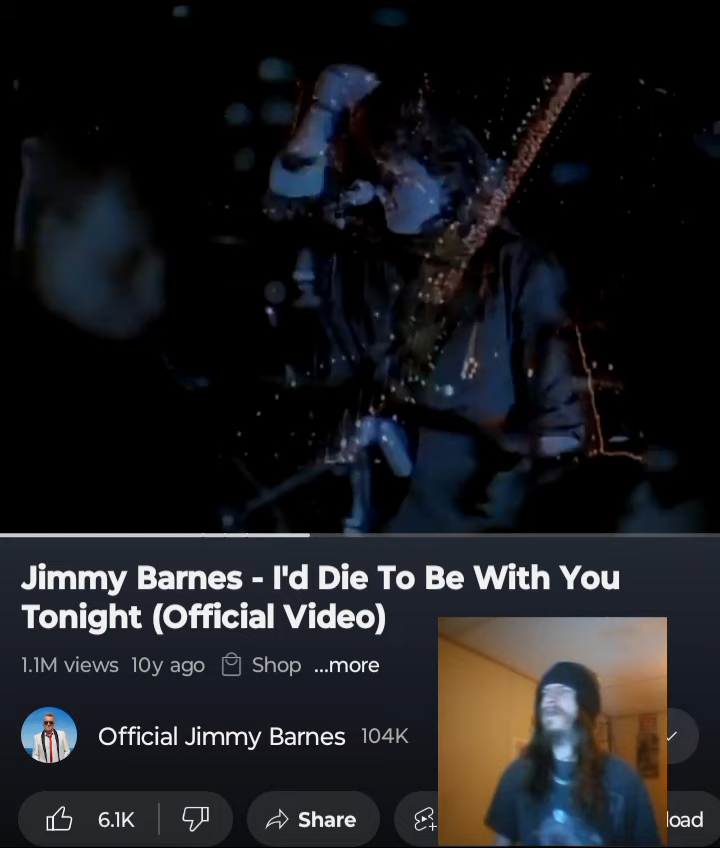 Jimmy Barnes - I'd Die To Be With You
Tonight (Official Video)
1.1M views 10y ago Shop ...more
Official Jimmy Barnes 104K
6.1K Share load